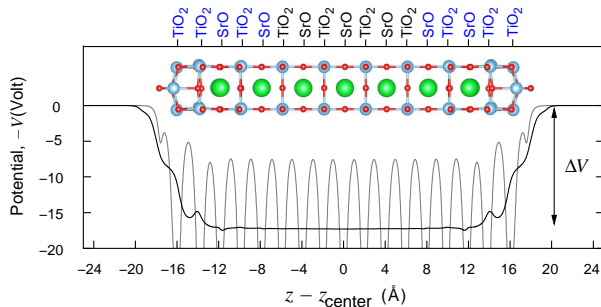 TiO₂ TiO₂ SrO TiO₂ SrO TiO₂ SrO TiO₂ SrO TiO₂ SrO TiO₂ SrO TiO₂ SrO TiO₂ TiO₂
Potential, −V(Volt)
0
−5
−10
−15
−20
ΔV
−24 −20 −16 −12 −8 −4 0 4 8 12 16 20 24
z − z_center (Å)